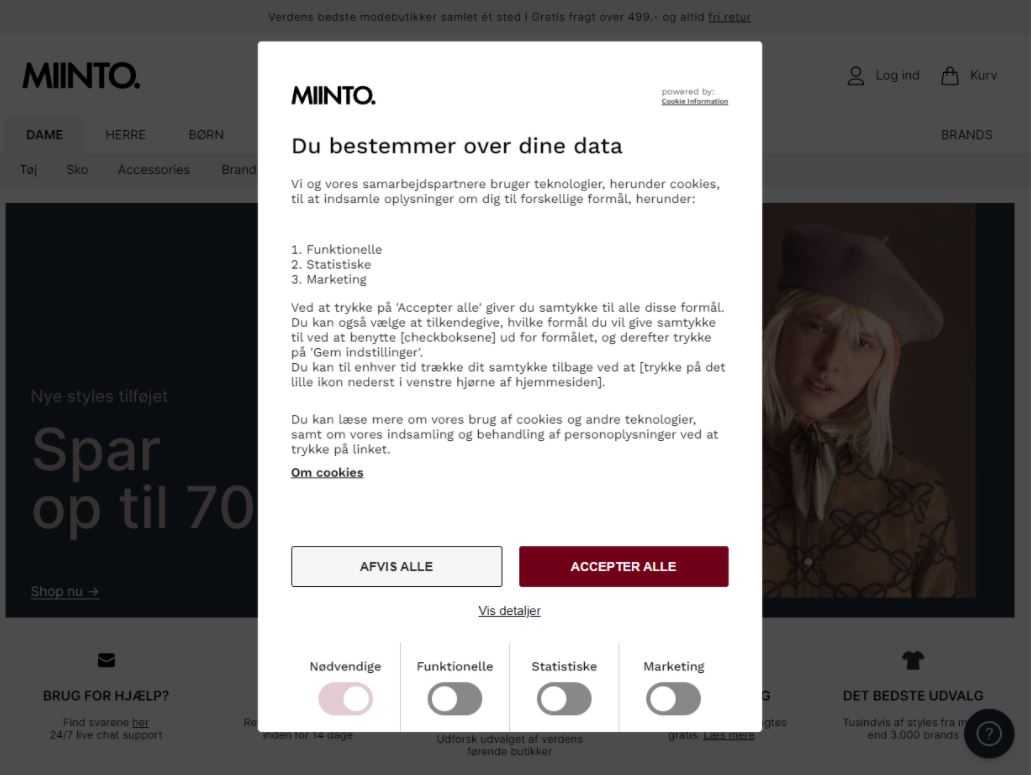 Verdens bedste modebutikker samlet ét sted I Gratis fragt over 499.- og altid fri retur
MIINTO.
Log ind
Kurv
DAME
HERRE
BØRN
BRANDS
Tøj
Sko
Accessories
MIINTO.
powered by:
Cookie Information
Du bestemmer over dine data
Vi og vores samarbejdspartnere bruger teknologier, herunder cookies,
til at indsamle oplysninger om dig til forskellige formål, herunder:
1. Funktionelle
2. Statistiske
3. Marketing
Ved at trykke på 'Accepter alle' giver du samtykke til alle disse formål.
Du kan også vælge at tilkendegive, hvilke formål du vil give samtykke
til ved at benytte [checkboksene] ud for formålet, og derefter trykke
på 'Gem indstillinger'.
Du kan til enhver tid trække dit samtykke tilbage ved at [trykke på det
lille ikon nederst i venstre hjørne af hjemmesiden].
Du kan læse mere om vores brug af cookies og andre teknologier,
samt om vores indsamling og behandling af personoplysninger ved at
trykke på linket.
Om cookies
AFVIS ALLE
ACCEPTER ALLE
Vis detaljer
Nødvendige
Funktionelle
Statistiske
Marketing
Nye styles tilføjet
Spar
op til 70
Shop nu →
BRUG FOR HJÆLP?
Find svarene her
24/7 live chat support
inden for 14 dage
Udforsk udvalget af verdens
førende butikker
gratis. Læs mere
DET BEDSTE UDVALG
Tusindvis af styles fra
end 3.000 brands
?